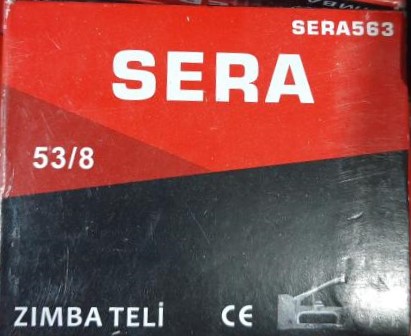 SERA563
SERA
53/8
ZIMBA TELİ CE